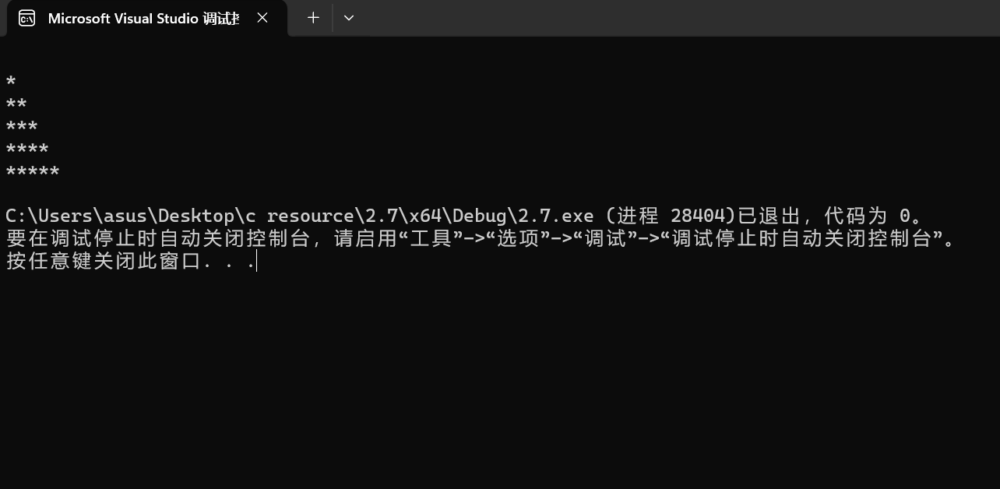 Microsoft Visual Studio 调试控
*
**
***
****
*****
C:\Users\asus\Desktop\c resource\2.7\x64\Debug\2.7.exe (进程 28404)已退出，代码为 0。
要在调试停止时自动关闭控制台，请启用“工具”->“选项”->“调试”->“调试停止时自动关闭控制台”。
按任意键关闭此窗口. . .